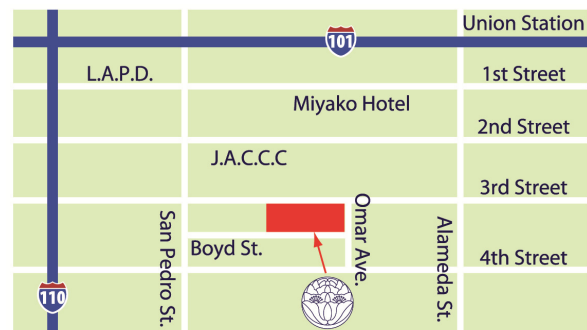 Union Station
101
L.A.P.D.
1st Street
Miyako Hotel
2nd Street
J.A.C.C.C
3rd Street
San Pedro St.
Omar Ave.
Alameda St.
Boyd St.
4th Street
110